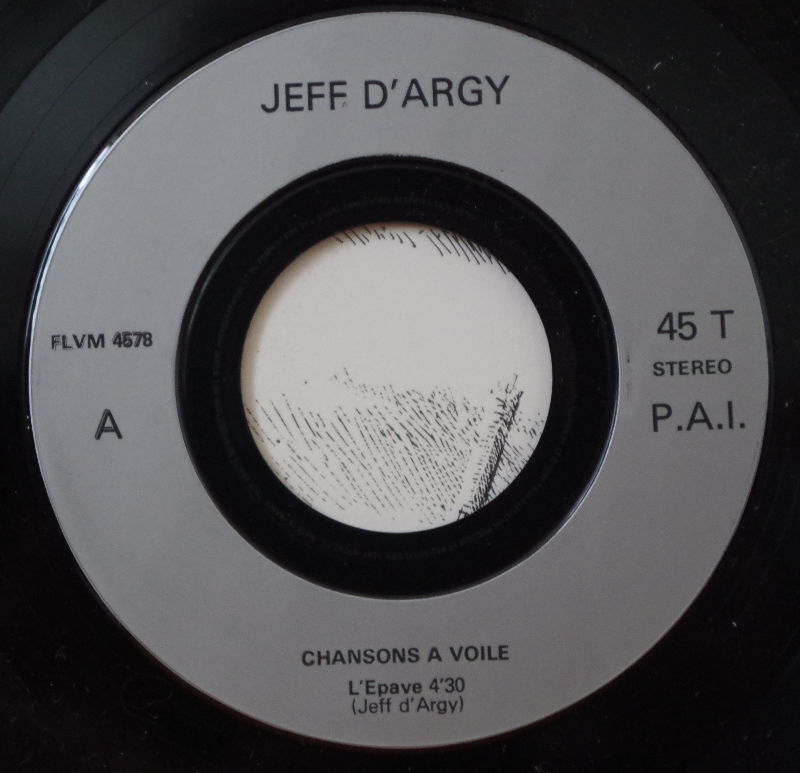 JEFF D'ARGY
FLVM 4578
A
45 T
STEREO
P.A.I.
CHANSONS A VOILE
L'Epave 4'30
(Jeff d'Argy)